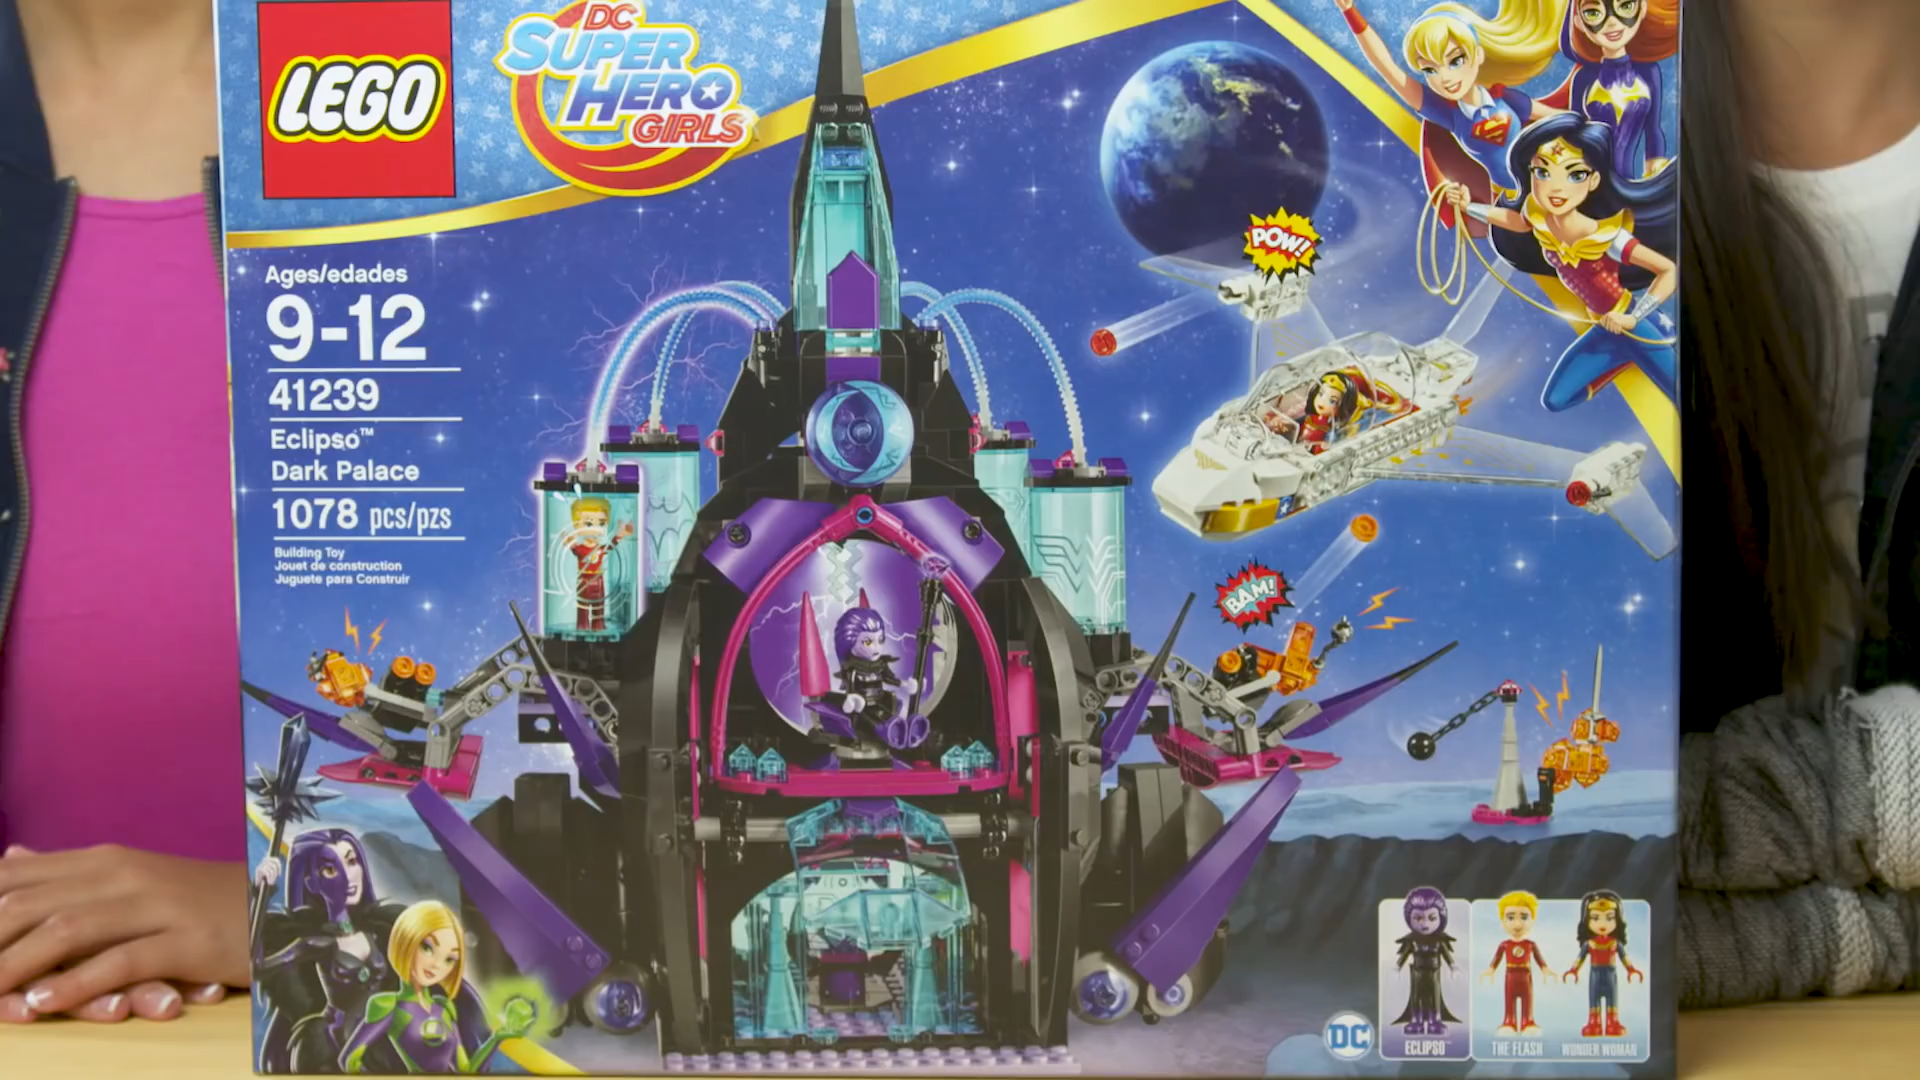 LEGO
DC
SUPER
HERO
GIRLS
Ages/edades
9-12
41239
Eclipso™
Dark Palace
1078 pcs/pzs
Building Toy
Jouet de construction
Juguete para Construir
POW!
BAM!
DC
ECLIPSO™
THE FLASH
WONDER WOMAN